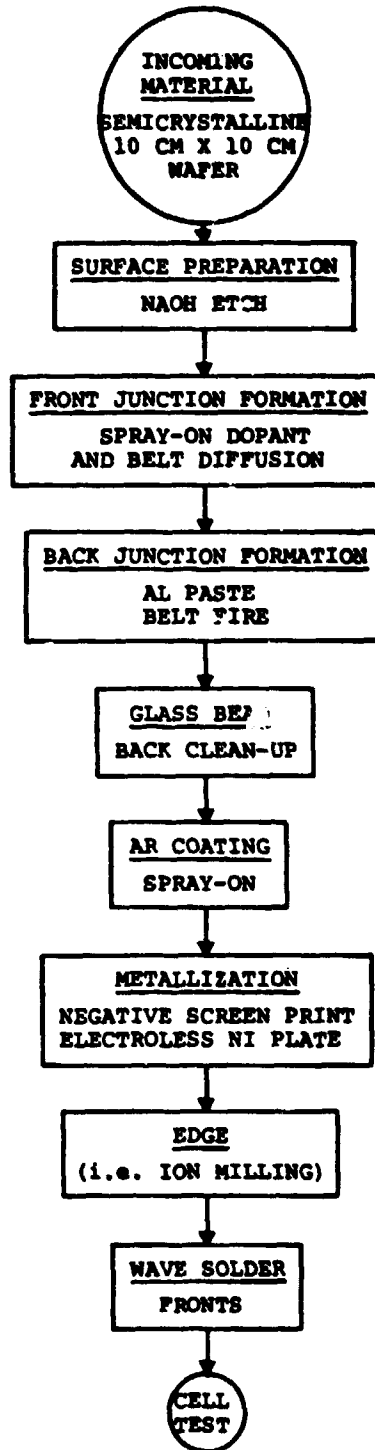 INCOMING
MATERIAL
SEMICRYSTALLINE
10 CM X 10 CM
WAFER
SURFACE PREPARATION
NAOH ETCH
FRONT JUNCTION FORMATION
SPRAY-ON DOPANT
AND BELT DIFFUSION
BACK JUNCTION FORMATION
AL PASTE
BELT FIRE
GLASS
BACK CLEAN-UP
AR COATING
SPRAY-ON
METALLIZATION
NEGATIVE SCREEN PRINT
ELECTROLESS NI PLATE
EDGE
(i.e. ION MILLING)
WAVE SOLDER
FRONTS
CELL
TEST